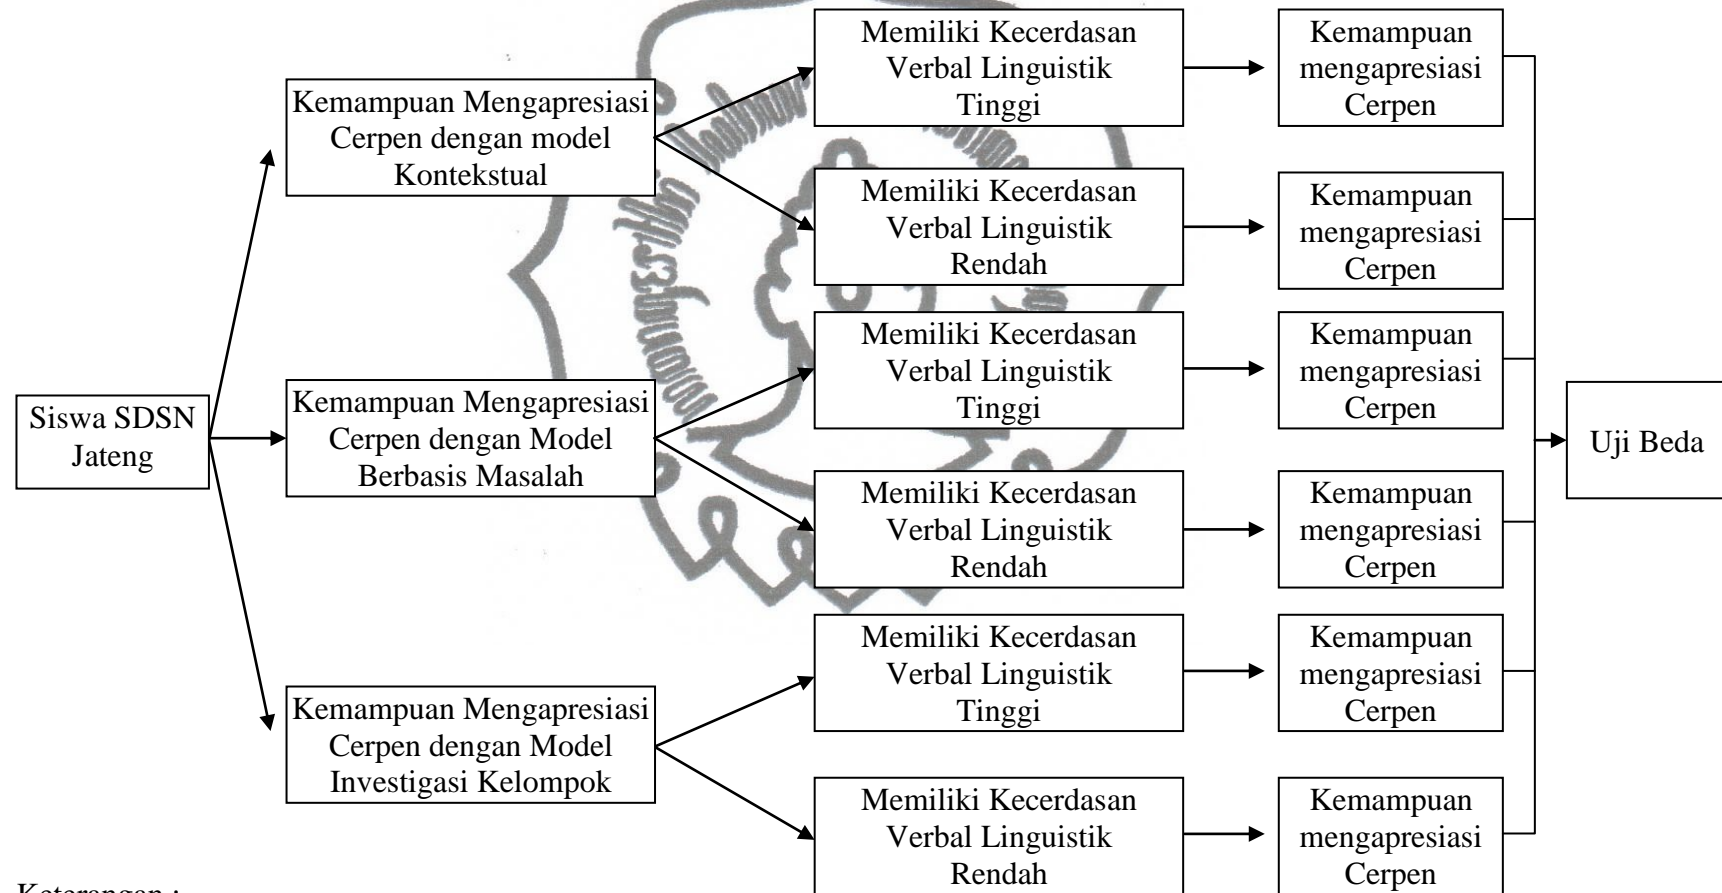 Siswa SDSN
Jateng
Kemampuan Mengapresiasi
Cerpen dengan model
Kontekstual
Kemampuan Mengapresiasi
Cerpen dengan Model
Berbasis Masalah
Kemampuan Mengapresiasi
Cerpen dengan Model
Investigasi Kelompok
Memiliki Kecerdasan
Verbal Linguistik
Tinggi
Memiliki Kecerdasan
Verbal Linguistik
Rendah
Memiliki Kecerdasan
Verbal Linguistik
Tinggi
Memiliki Kecerdasan
Verbal Linguistik
Rendah
Memiliki Kecerdasan
Verbal Linguistik
Tinggi
Memiliki Kecerdasan
Verbal Linguistik
Rendah
Kemampuan
mengapresiasi
Cerpen
Kemampuan
mengapresiasi
Cerpen
Kemampuan
mengapresiasi
Cerpen
Kemampuan
mengapresiasi
Cerpen
Kemampuan
mengapresiasi
Cerpen
Kemampuan
mengapresiasi
Cerpen
Uji Beda
Keterangan :